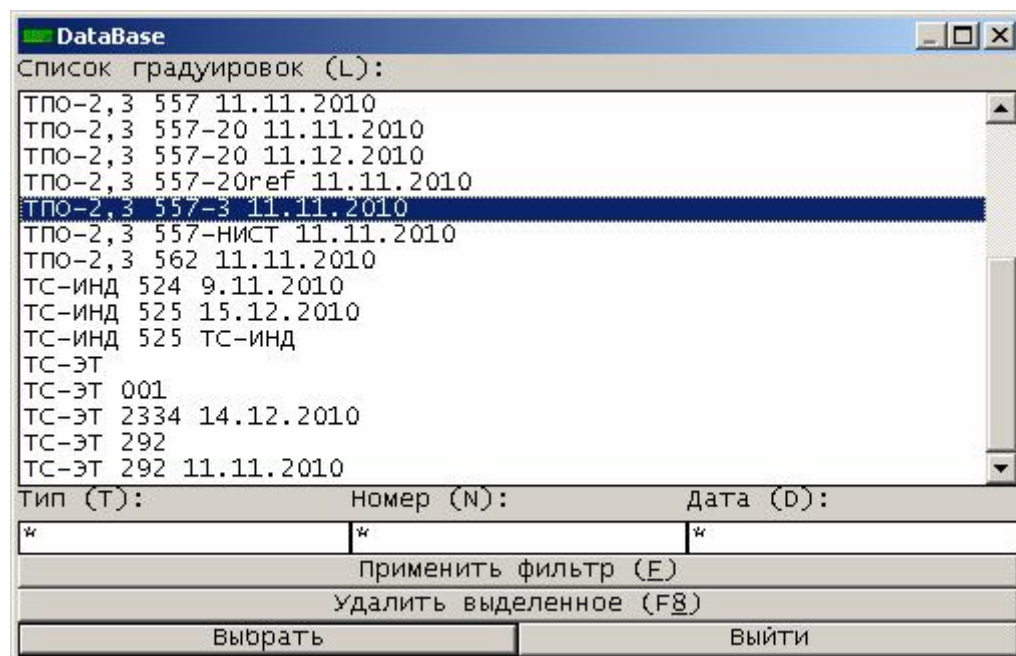 DataBase
Список градуировок (L):
ТПО-2,3 557 11.11.2010
ТПО-2,3 557-20 11.11.2010
ТПО-2,3 557-20 11.12.2010
ТПО-2,3 557-20ref 11.11.2010
ТПО-2,3 557-3 11.11.2010
ТПО-2,3 557-НИСТ 11.11.2010
ТПО-2,3 562 11.11.2010
ТС-ИНД 524 9.11.2010
ТС-ИНД 525 15.12.2010
ТС-ИНД 525 ТС-ИНД
ТС-ЭТ
ТС-ЭТ 001
ТС-ЭТ 2334 14.12.2010
ТС-ЭТ 292
ТС-ЭТ 292 11.11.2010
Тип (T): Номер (N): Дата (D):
* * *
Применить фильтр (F)
Удалить выделенное (F8)
Выбрать Выйти